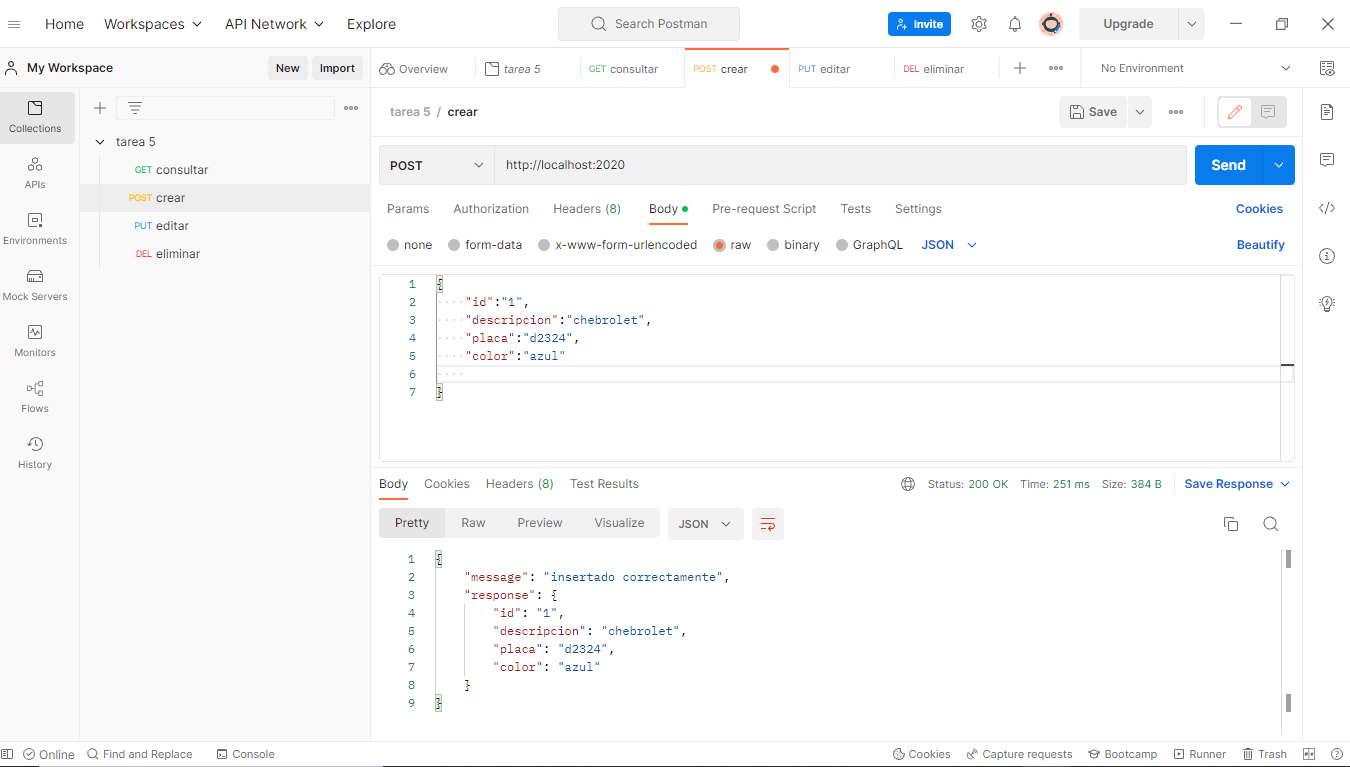 Home Workspaces API Network Explore Search Postman Invite Upgrade
My Workspace New Import Overview tarea 5 GET consultar POST crear PUT editar DEL eliminar No Environment
Collections
APIs
Environments
Mock Servers
Monitors
Flows
History
tarea 5
GET consultar
POST crear
PUT editar
DEL eliminar
tarea 5 / crear Save
POST http://localhost:2020 Send
Params Authorization Headers (8) Body Pre-request Script Tests Settings Cookies
none form-data x-www-form-urlencoded raw binary GraphQL JSON Beautify
1 {
2 "id":"1",
3 "descripcion":"chebrolet",
4 "placa":"d2324",
5 "color":"azul"
6
7 }
Body Cookies Headers (8) Test Results Status: 200 OK Time: 251 ms Size: 384 B Save Response
Pretty Raw Preview Visualize JSON
1 {
2 "message": "insertado correctamente",
3 "response": {
4 "id": "1",
5 "descripcion": "chebrolet",
6 "placa": "d2324",
7 "color": "azul"
8 }
9 }
Online Find and Replace Console Cookies Capture requests Bootcamp Runner Trash